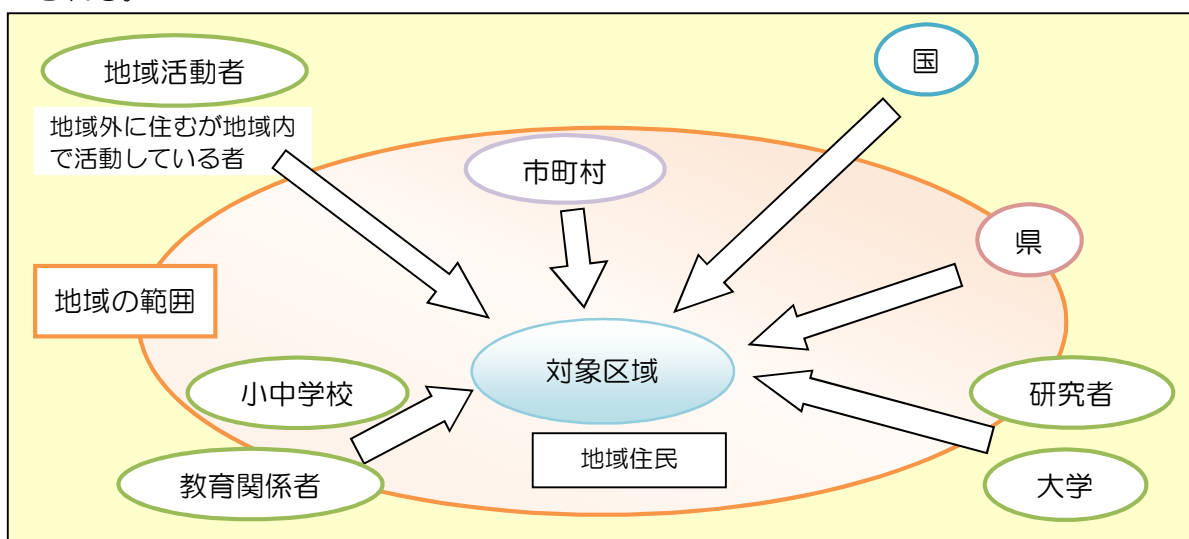 地域活動者
国
地域外に住むが地域内
で活動している者
市町村
県
地域の範囲
対象区域
小中学校
研究者
地域住民
教育関係者
大学